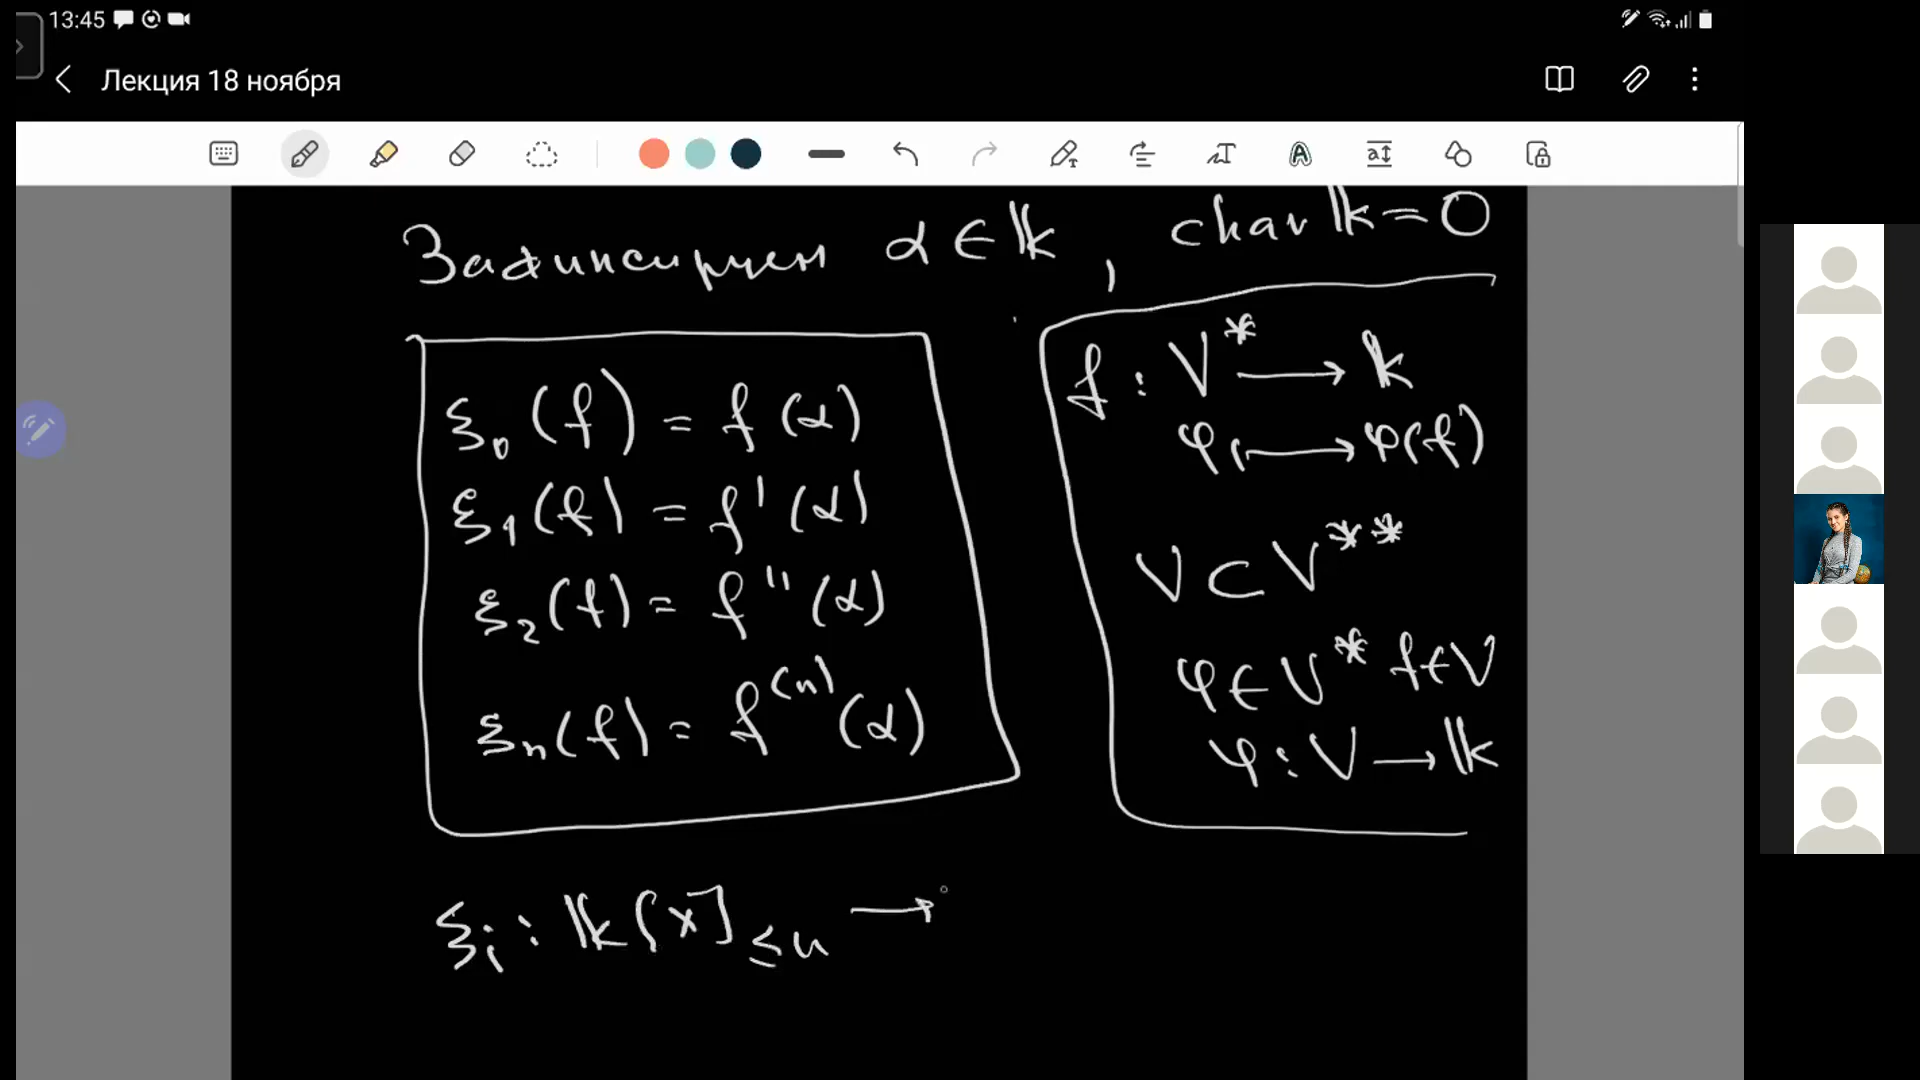 13:45
Лекция 18 ноября
Зафиксируем α ∈ 𝕜, char 𝕜 = 0
ξ₀(f) = f(α)
ξ₁(f) = f'(α)
ξ₂(f) = f''(α)
ξₙ(f) = f⁽ⁿ⁾(α)
f : V* → 𝕜
φ ↦ φ(f)
V ⊂ V**
φ ∈ V* f ∈ V
φ : V → 𝕜
ξᵢ : 𝕜[x]≤n →